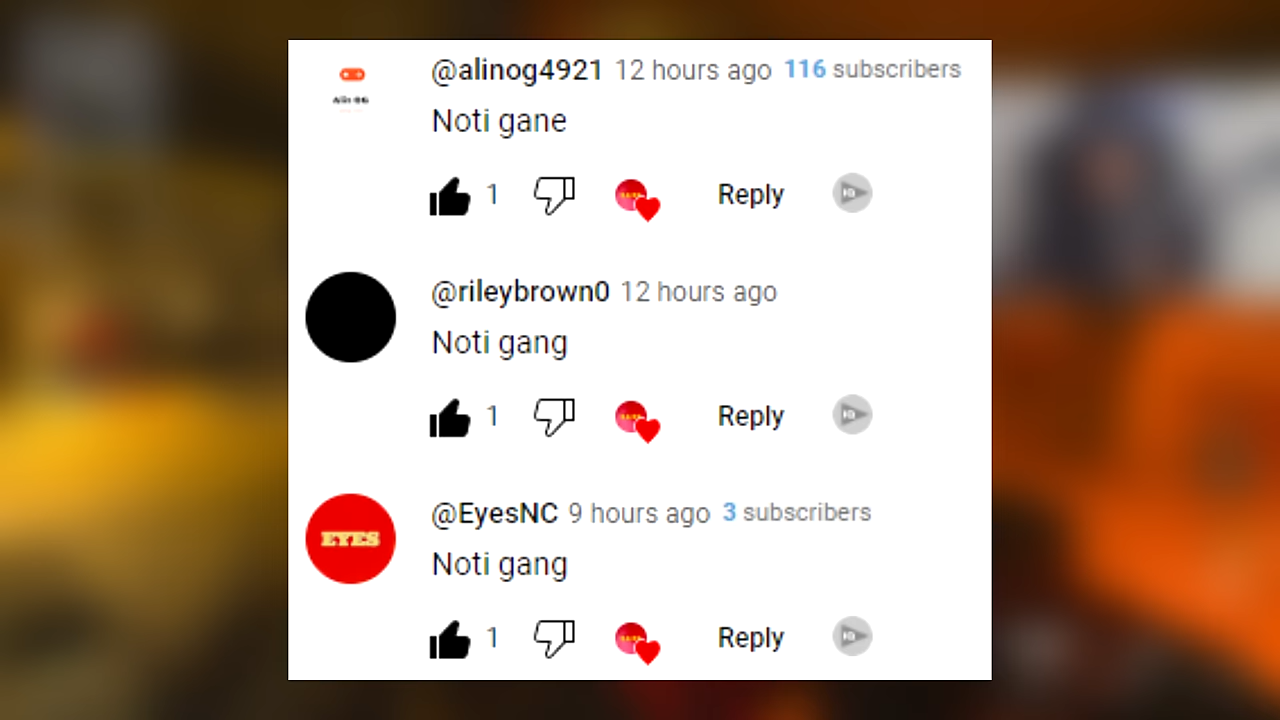 @alinog4921 12 hours ago 116 subscribers
Noti gane
1 Reply
@rileybrown0 12 hours ago
Noti gang
1 Reply
EYES
@EyesNC 9 hours ago 3 subscribers
Noti gang
1 Reply